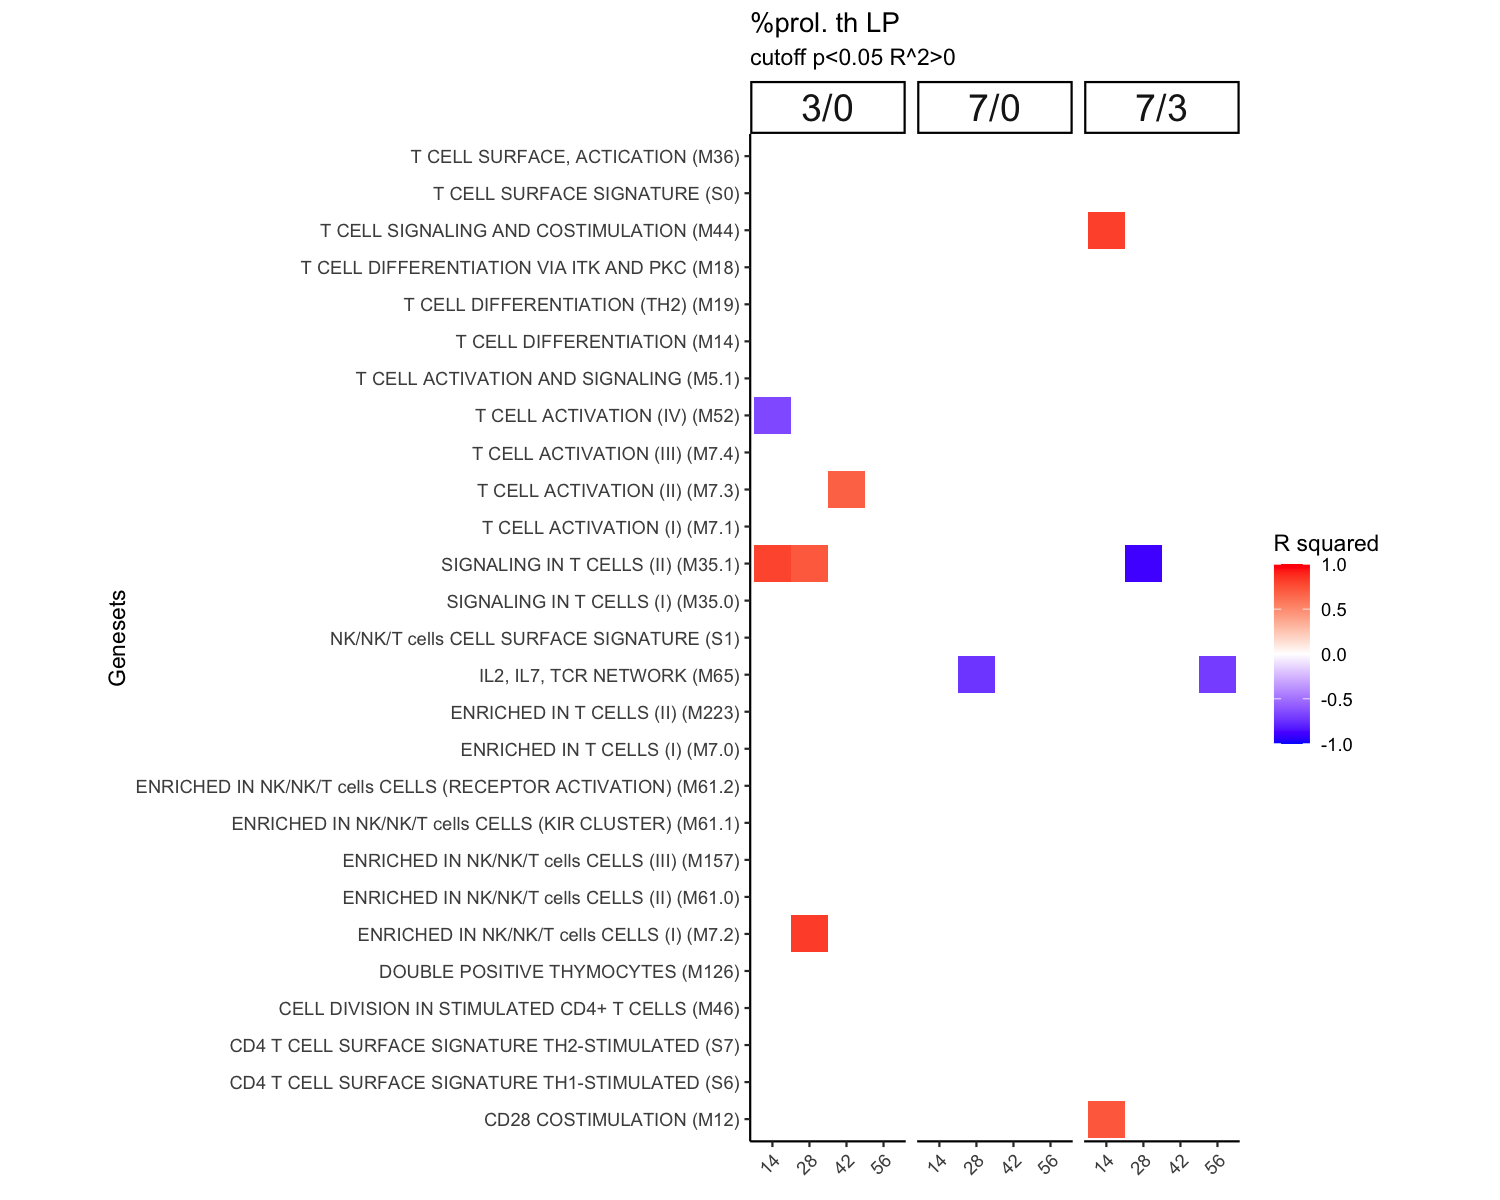 %prol. th LP
cutoff p<0.05 R^2>0
3/0 7/0 7/3
T CELL SURFACE, ACTICATION (M36)
T CELL SURFACE SIGNATURE (S0)
T CELL SIGNALING AND COSTIMULATION (M44)
T CELL DIFFERENTIATION VIA ITK AND PKC (M18)
T CELL DIFFERENTIATION (TH2) (M19)
T CELL DIFFERENTIATION (M14)
T CELL ACTIVATION AND SIGNALING (M5.1)
T CELL ACTIVATION (IV) (M52)
T CELL ACTIVATION (III) (M7.4)
T CELL ACTIVATION (II) (M7.3)
T CELL ACTIVATION (I) (M7.1)
SIGNALING IN T CELLS (II) (M35.1)
SIGNALING IN T CELLS (I) (M35.0)
NK/NK/T cells CELL SURFACE SIGNATURE (S1)
IL2, IL7, TCR NETWORK (M65)
ENRICHED IN T CELLS (II) (M223)
ENRICHED IN T CELLS (I) (M7.0)
ENRICHED IN NK/NK/T cells CELLS (RECEPTOR ACTIVATION) (M61.2)
ENRICHED IN NK/NK/T cells CELLS (KIR CLUSTER) (M61.1)
ENRICHED IN NK/NK/T cells CELLS (III) (M157)
ENRICHED IN NK/NK/T cells CELLS (II) (M61.0)
ENRICHED IN NK/NK/T cells CELLS (I) (M7.2)
DOUBLE POSITIVE THYMOCYTES (M126)
CELL DIVISION IN STIMULATED CD4+ T CELLS (M46)
CD4 T CELL SURFACE SIGNATURE TH2-STIMULATED (S7)
CD4 T CELL SURFACE SIGNATURE TH1-STIMULATED (S6)
CD28 COSTIMULATION (M12)
Genesets
14 28 42 56 14 28 42 56 14 28 42 56
R squared
1.0
0.5
0.0
-0.5
-1.0